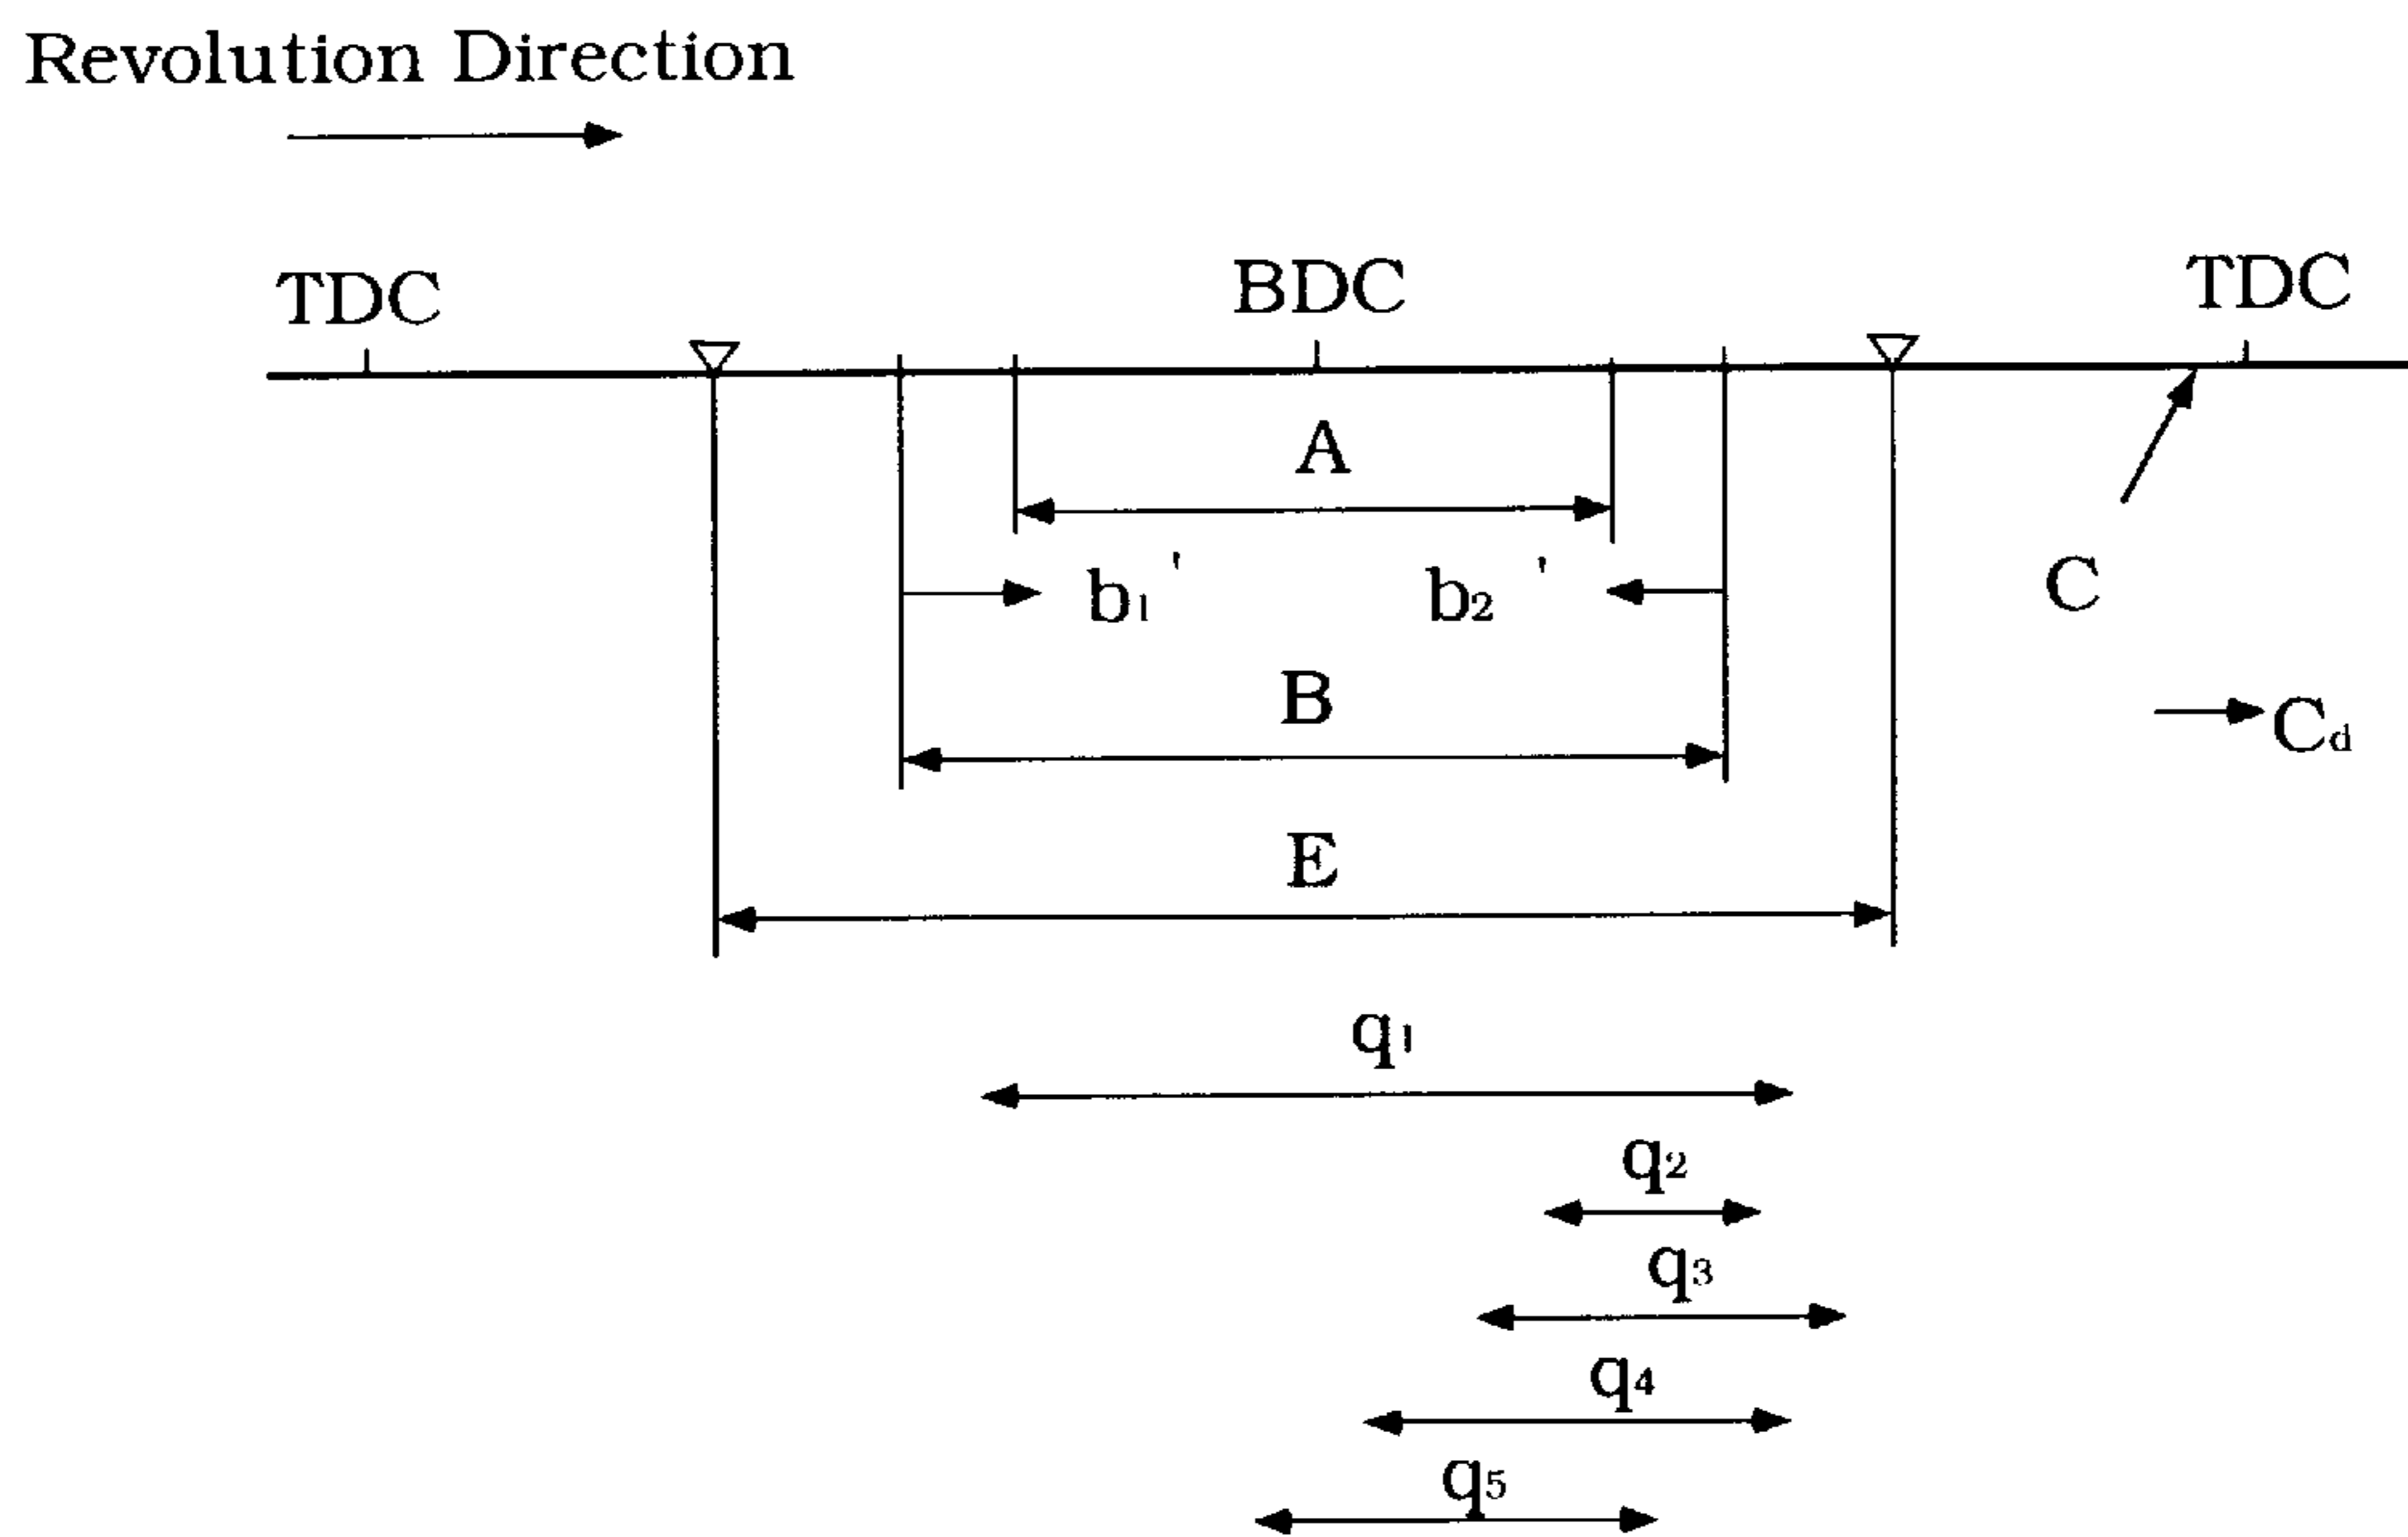 Revolution Direction
TDC BDC TDC
A
b₁' b₂' C
B Cd
E
q₁
q₂
q₃
q₄
q₅